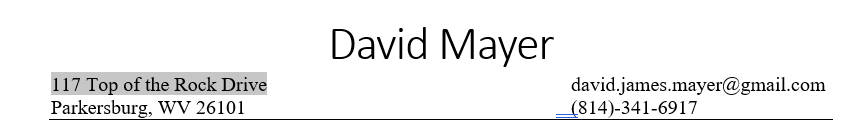 David Mayer
117 Top of the Rock Drive david.james.mayer@gmail.com
Parkersburg, WV 26101 (814)-341-6917